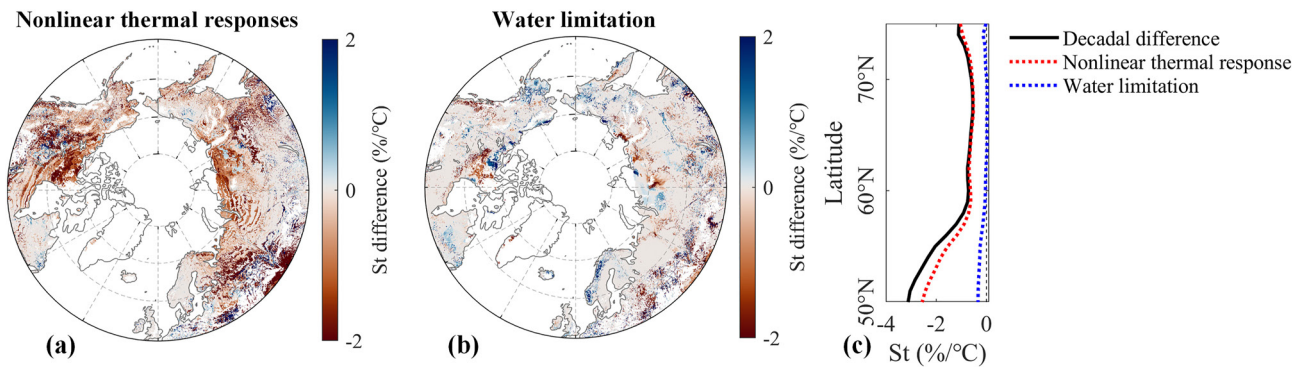 Nonlinear thermal responses
2
0
-2
St difference (%/°C)
(a)
Water limitation
2
0
-2
St difference (%/°C)
(b)
70°N
60°N
50°N
Latitude
-4
-2
0
St (%/°C)
(c)
Decadal difference
Nonlinear thermal response
Water limitation